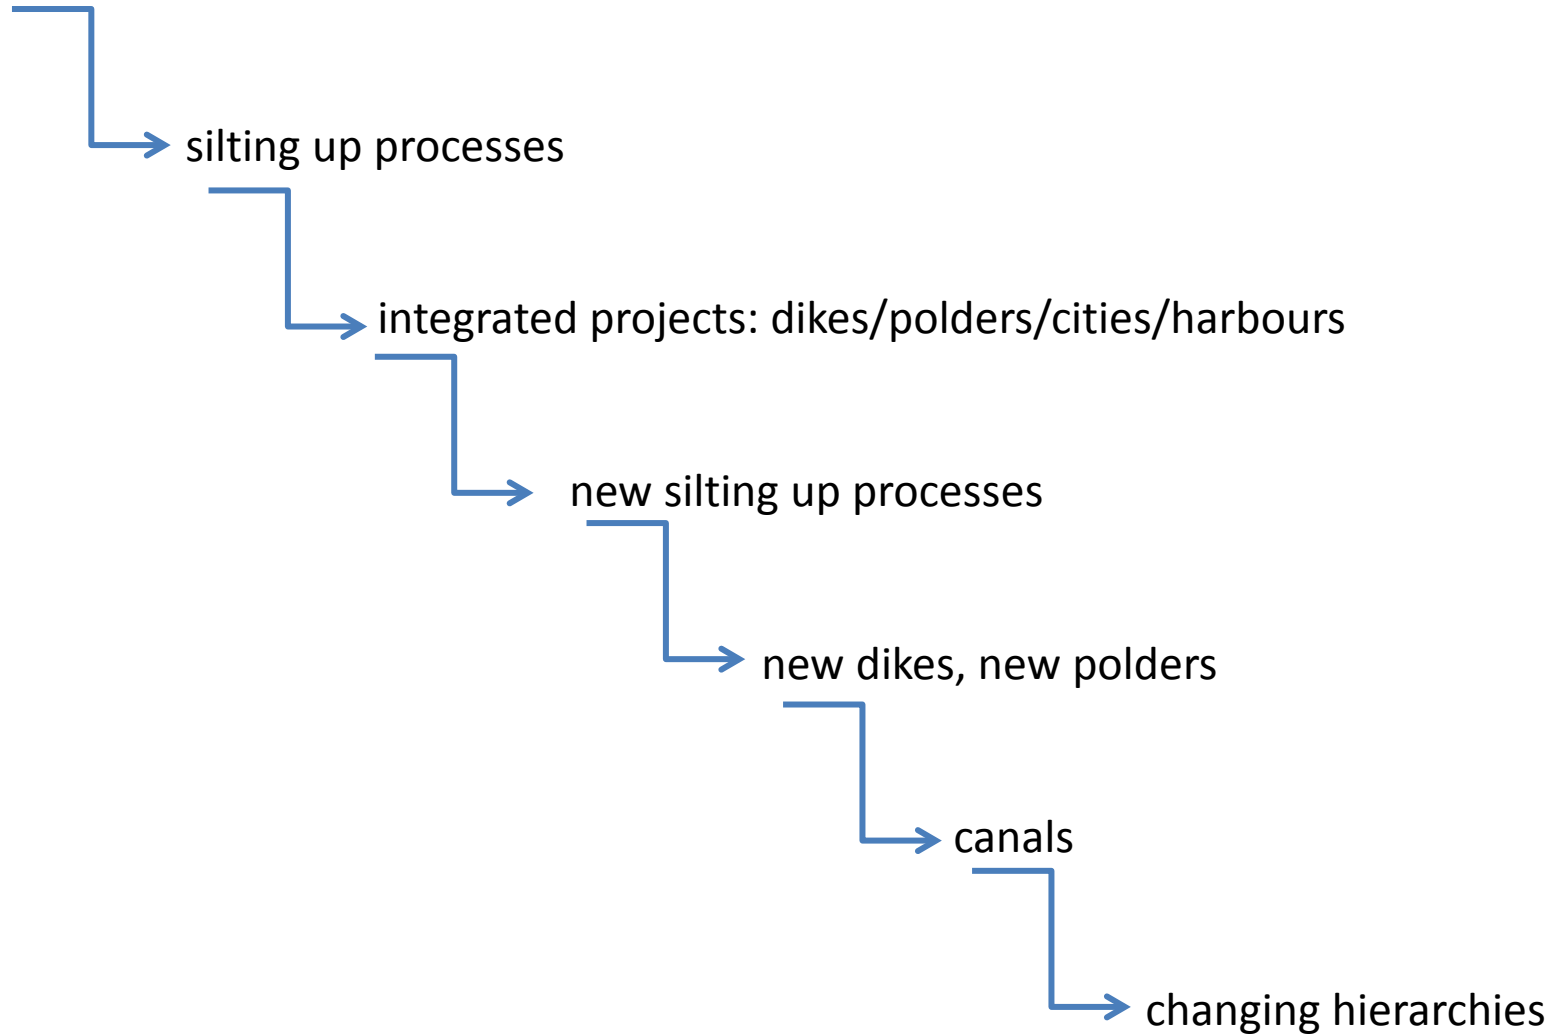 silting up processes
integrated projects: dikes/polders/cities/harbours
new silting up processes
new dikes, new polders
canals
changing hierarchies